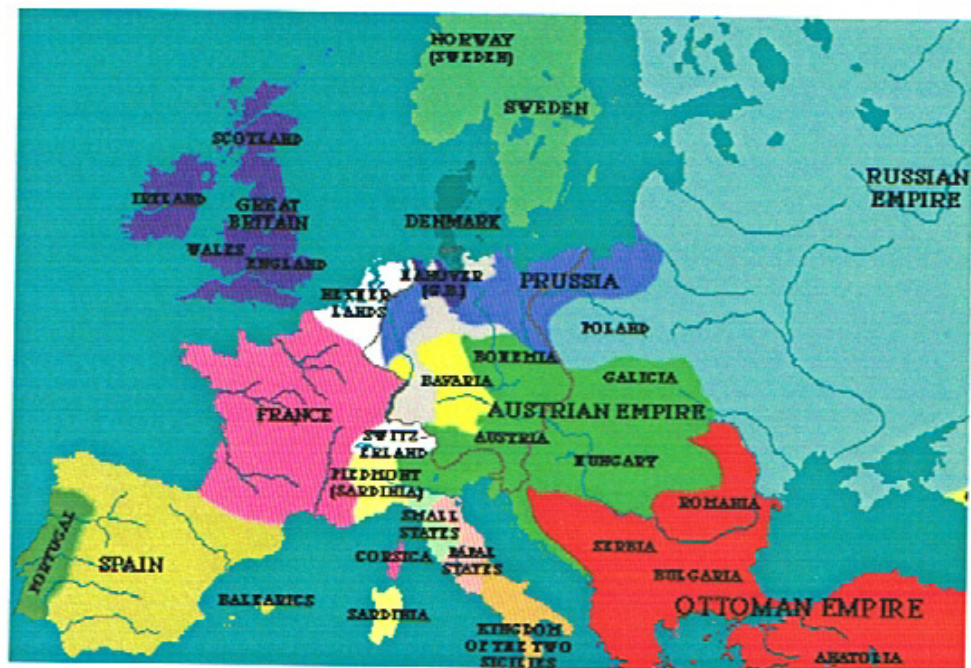 NORWAY
(SWEDEN)
SWEDEN
SCOTLAND
RUSSIAN
EMPIRE
IRELAND
GREAT
BRITAIN
DENMARK
WALES
ENGLAND
HANOVER
(G.B.)
PRUSSIA
LANDS
POLAND
BOHEMIA
BAVARIA
GALICIA
FRANCE
AUSTRIAN EMPIRE
SWITZ-
ERLAND
AUSTRIA
HUNGARY
PIEDMONT
(SARDINIA)
ROMANIA
SMALL
STATES
PORTUGAL
SPAIN
CORSICA
PAPAL
STATES
SERBIA
BULGARIA
BALEARICS
SARDINIA
OTTOMAN EMPIRE
KINGDOM
OF THE TWO
SICILIES
ANATOLIA